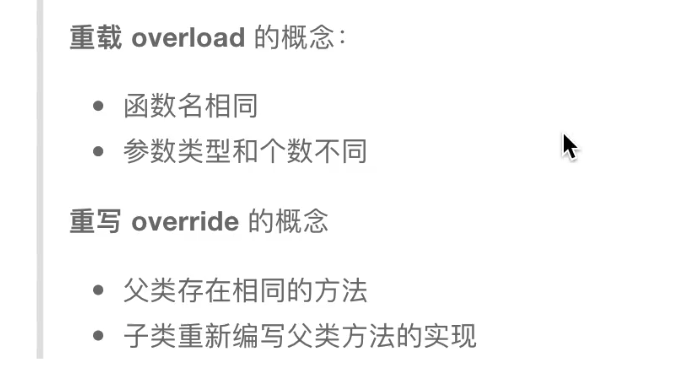 重载 overload 的概念：
函数名相同
参数类型和个数不同
重写 override 的概念
父类存在相同的方法
子类重新编写父类方法的实现